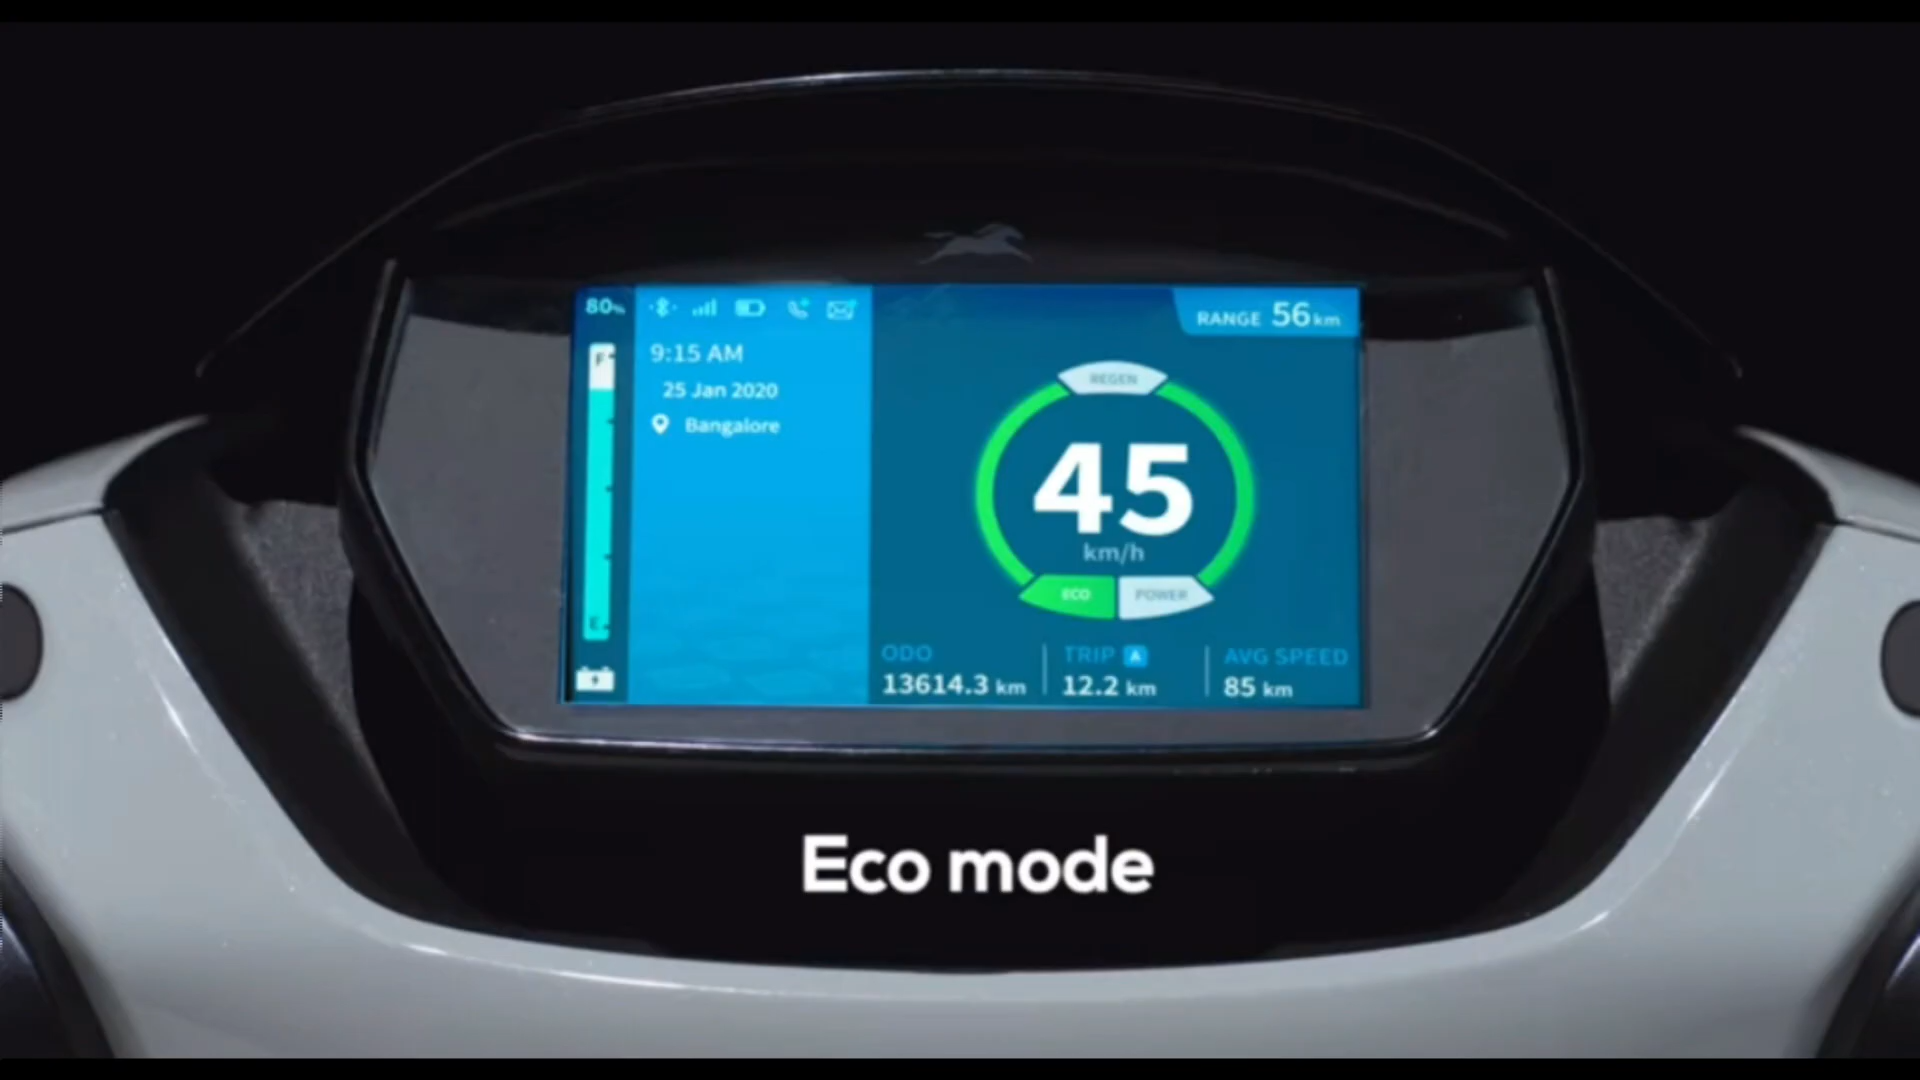 80%
9:15 AM
25 Jan 2020
Bangalore
F
E
RANGE 56 km
REGEN
45
km/h
ECO POWER
ODO
13614.3 km
TRIP A
12.2 km
AVG SPEED
85 km
Eco mode